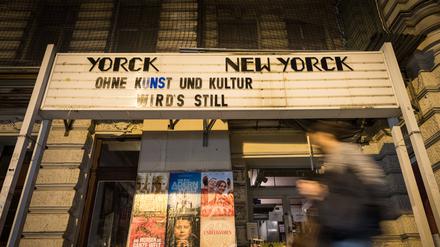 YORCK NEW YORCK
OHNE KUNST UND KULTUR
WIRD'S STILL